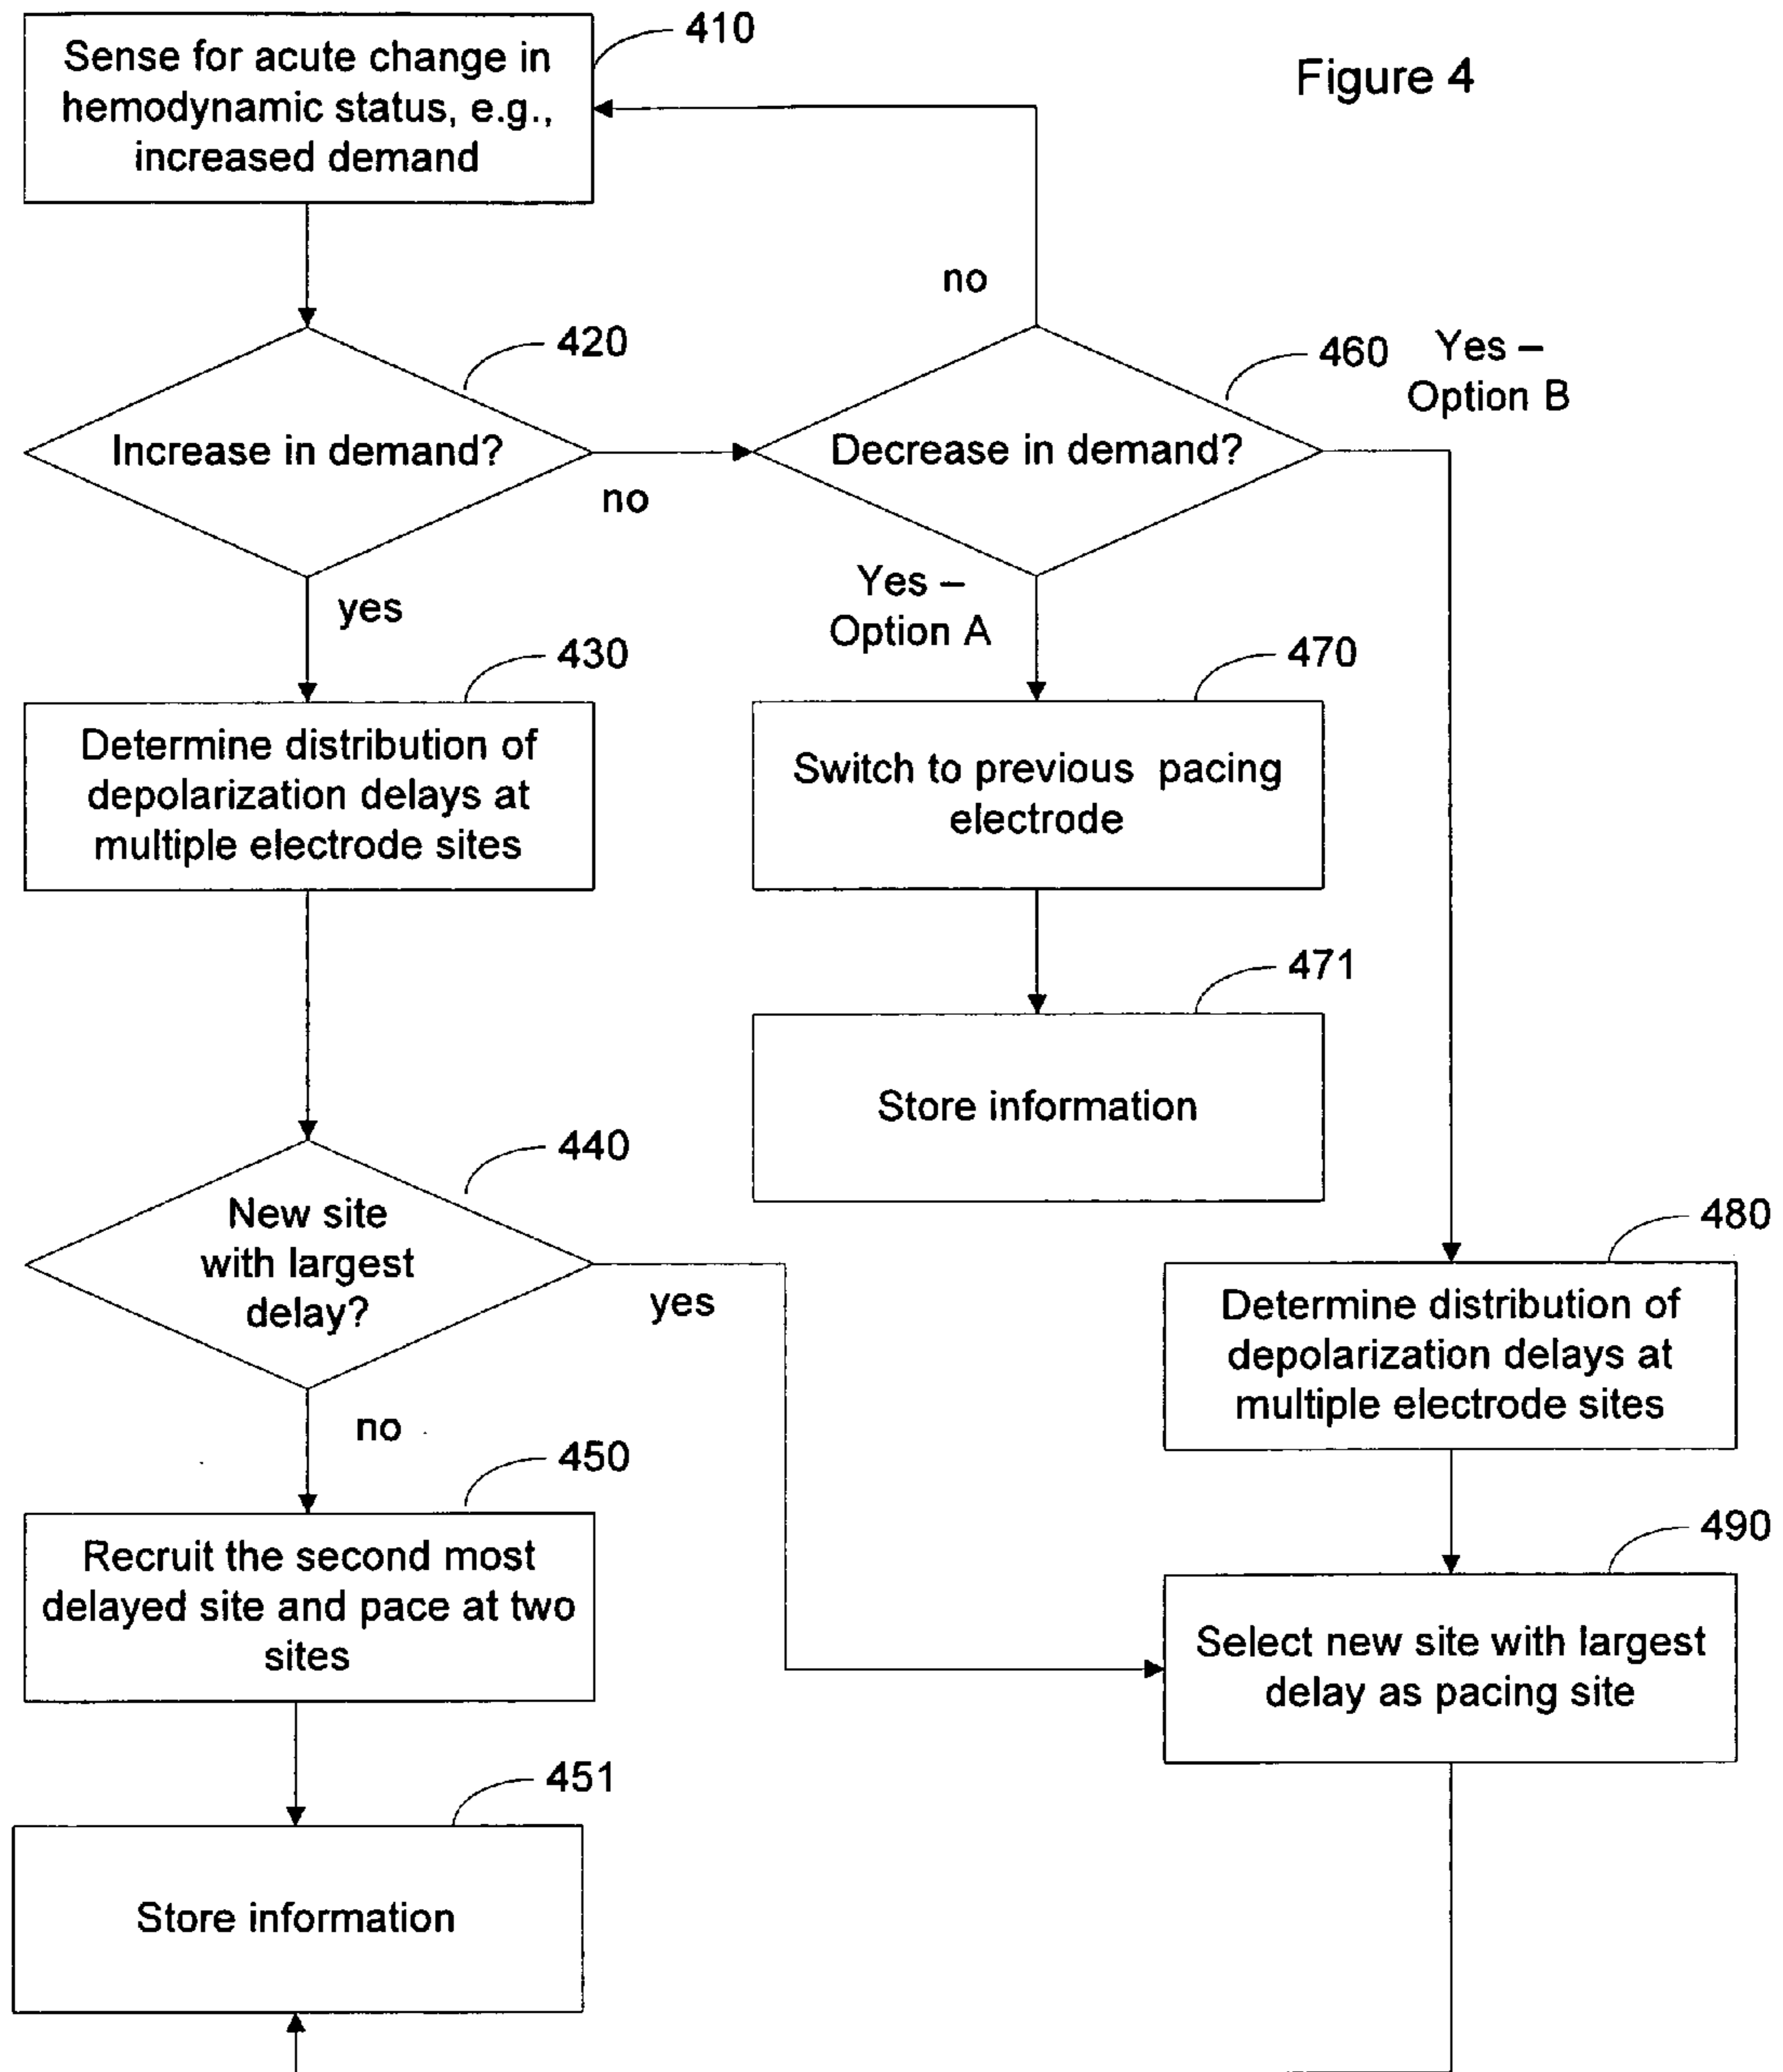 Figure 4
410
Sense for acute change in
hemodynamic status, e.g.,
increased demand
420
Increase in demand?
no
yes
460
Decrease in demand?
no
Yes –
Option B
Yes –
Option A
430
Determine distribution of
depolarization delays at
multiple electrode sites
470
Switch to previous pacing
electrode
471
Store information
440
New site
with largest
delay?
yes
no
480
Determine distribution of
depolarization delays at
multiple electrode sites
450
Recruit the second most
delayed site and pace at two
sites
490
Select new site with largest
delay as pacing site
451
Store information